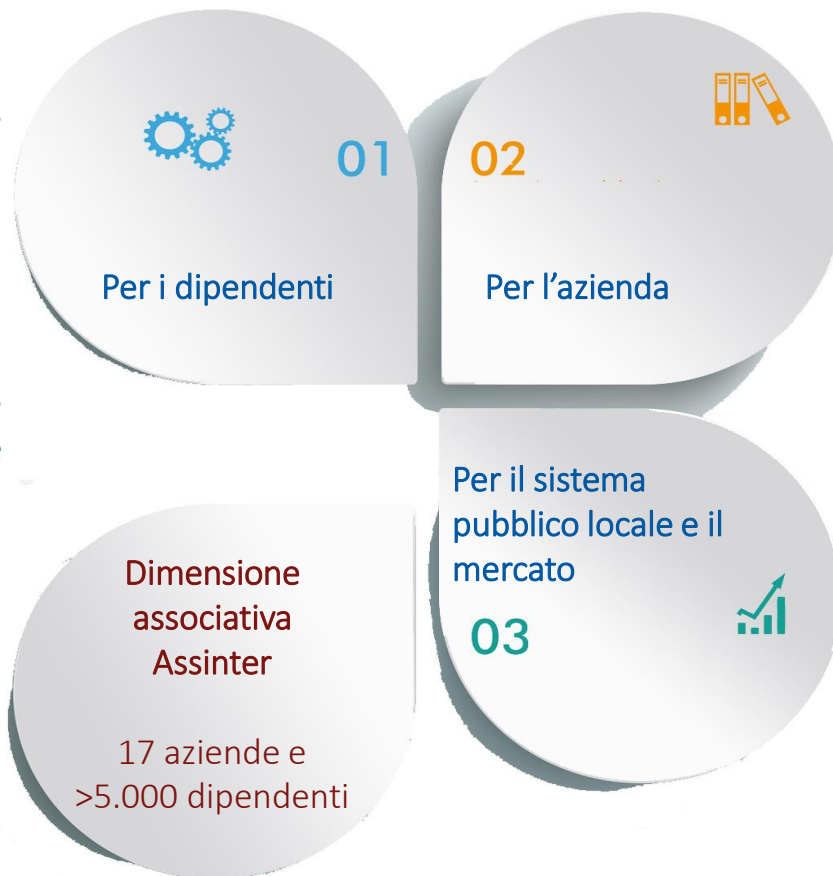 01
Per i dipendenti
02
Per l’azienda
Per il sistema
pubblico locale e il
mercato
03
Dimensione
associativa
Assinter
17 aziende e
>5.000 dipendenti